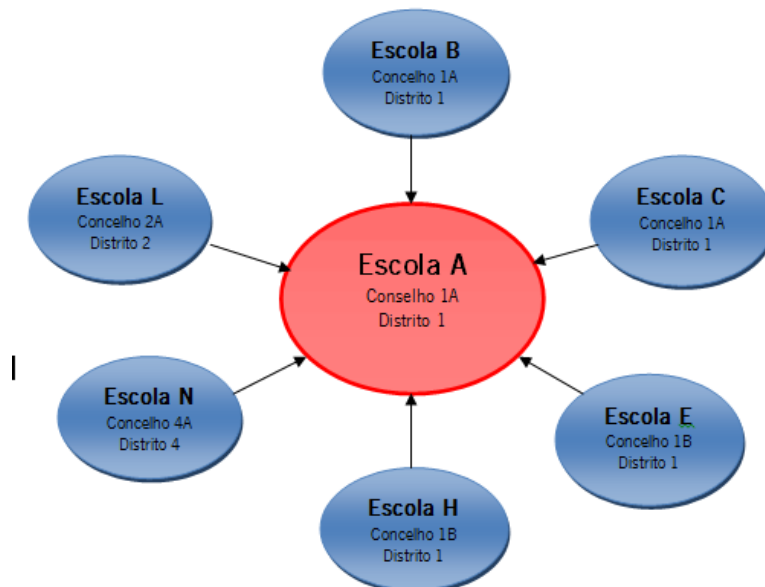 Escola B
Concelho 1A
Distrito 1
Escola L
Concelho 2A
Distrito 2
Escola C
Concelho 1A
Distrito 1
Escola A
Conselho 1A
Distrito 1
Escola N
Concelho 4A
Distrito 4
Escola E
Concelho 1B
Distrito 1
Escola H
Concelho 1B
Distrito 1